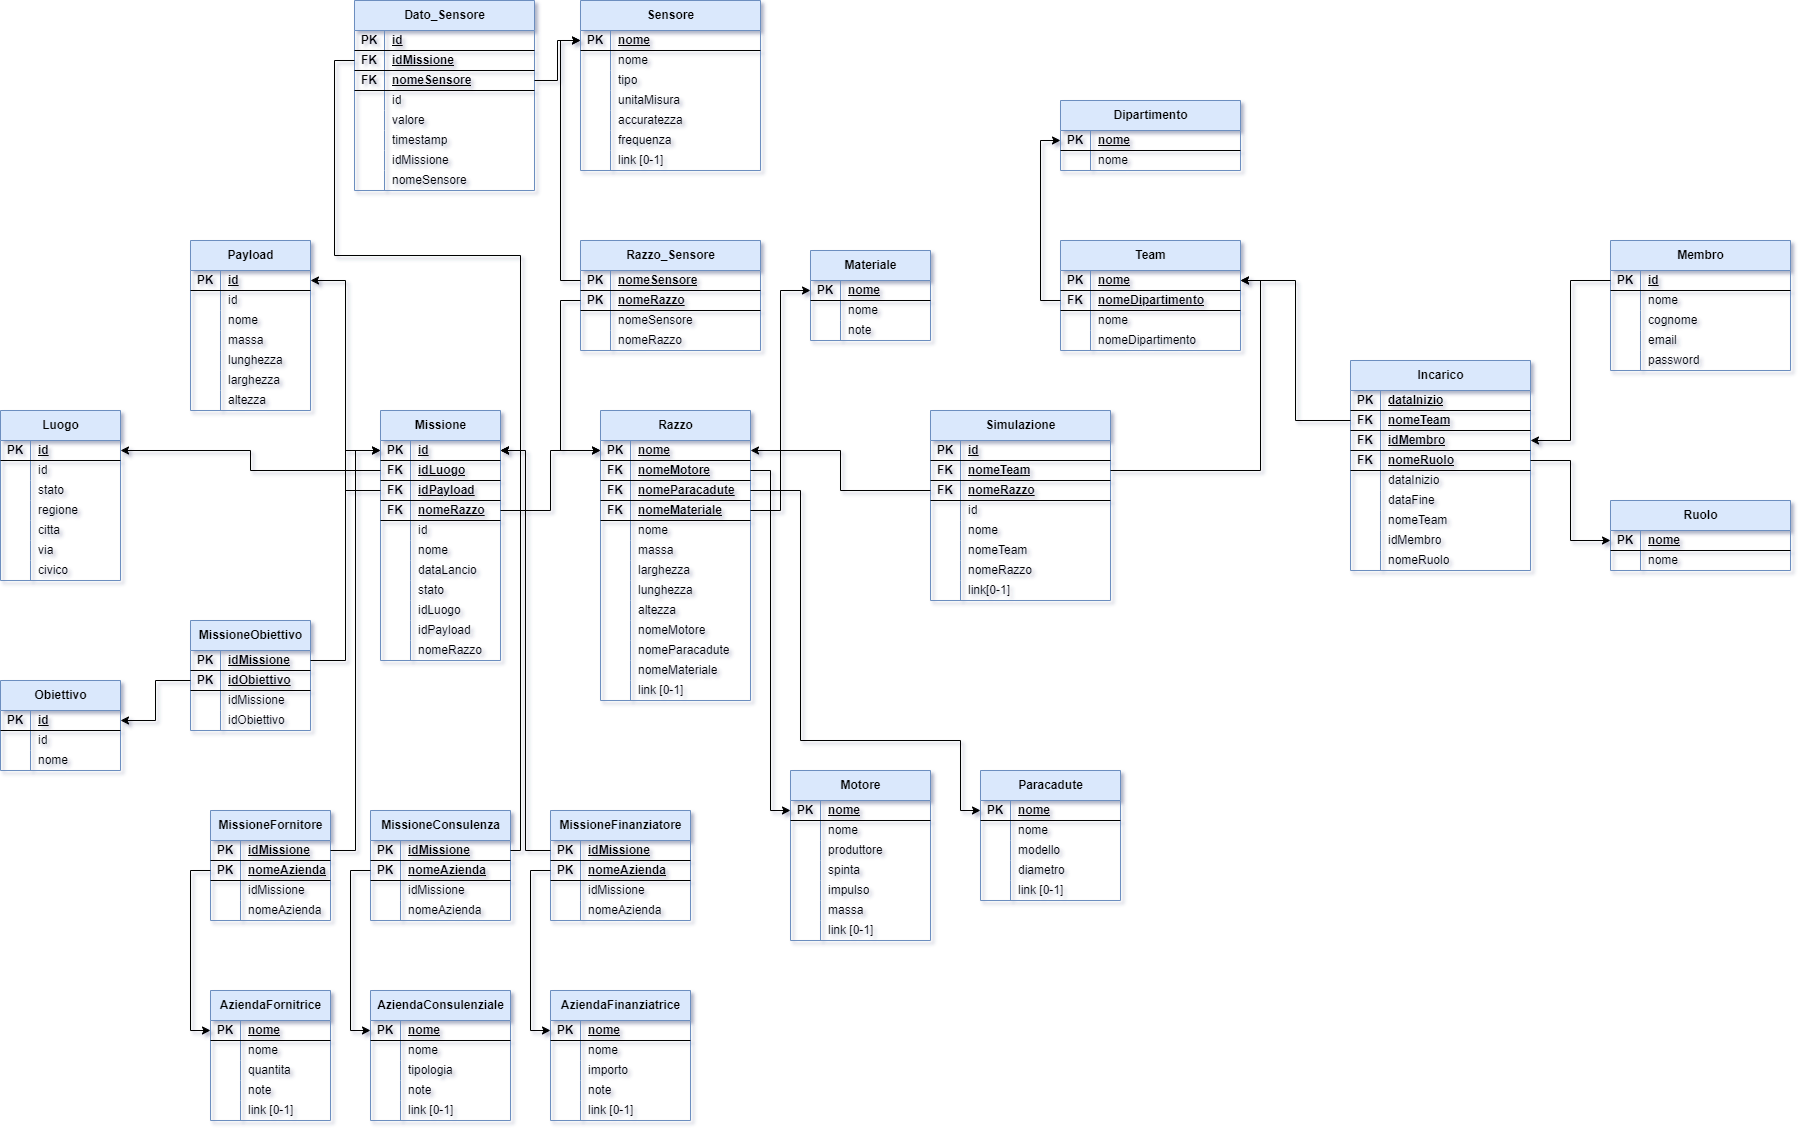 Dato_Sensore
PK id
FK idMissione
FK nomeSensore
id
valore
timestamp
idMissione
nomeSensore
Sensore
PK nome
nome
tipo
unitaMisura
accuratezza
frequenza
link [0-1]
Dipartimento
PK nome
nome
Payload
PK id
id
nome
massa
lunghezza
larghezza
altezza
Razzo_Sensore
PK nomeSensore
PK nomeRazzo
nomeSensore
nomeRazzo
Materiale
PK nome
nome
note
Team
PK nome
FK nomeDipartimento
nome
nomeDipartimento
Membro
PK id
nome
cognome
email
password
Incarico
PK dataInizio
FK nomeTeam
FK idMembro
FK nomeRuolo
dataInizio
dataFine
nomeTeam
idMembro
nomeRuolo
Luogo
PK id
id
stato
regione
citta
via
civico
Missione
PK id
FK idLuogo
FK idPayload
FK nomeRazzo
id
nome
dataLancio
stato
idLuogo
idPayload
nomeRazzo
Razzo
PK nome
FK nomeMotore
FK nomeParacadute
FK nomeMateriale
nome
massa
larghezza
lunghezza
altezza
nomeMotore
nomeParacadute
nomeMateriale
link [0-1]
Simulazione
PK id
FK nomeTeam
FK nomeRazzo
id
nome
nomeTeam
nomeRazzo
link[0-1]
Ruolo
PK nome
nome
MissioneObiettivo
PK idMissione
PK idObiettivo
idMissione
idObiettivo
Obiettivo
PK id
id
nome
Motore
PK nome
nome
produttore
spinta
impulso
massa
link [0-1]
Paracadute
PK nome
nome
modello
diametro
link [0-1]
MissioneFornitore
PK idMissione
PK nomeAzienda
idMissione
nomeAzienda
MissioneConsulenza
PK idMissione
PK nomeAzienda
idMissione
nomeAzienda
MissioneFinanziatore
PK idMissione
PK nomeAzienda
idMissione
nomeAzienda
AziendaFornitrice
PK nome
nome
quantita
note
link [0-1]
AziendaConsulenziale
PK nome
nome
tipologia
note
link [0-1]
AziendaFinanziatrice
PK nome
nome
importo
note
link [0-1]